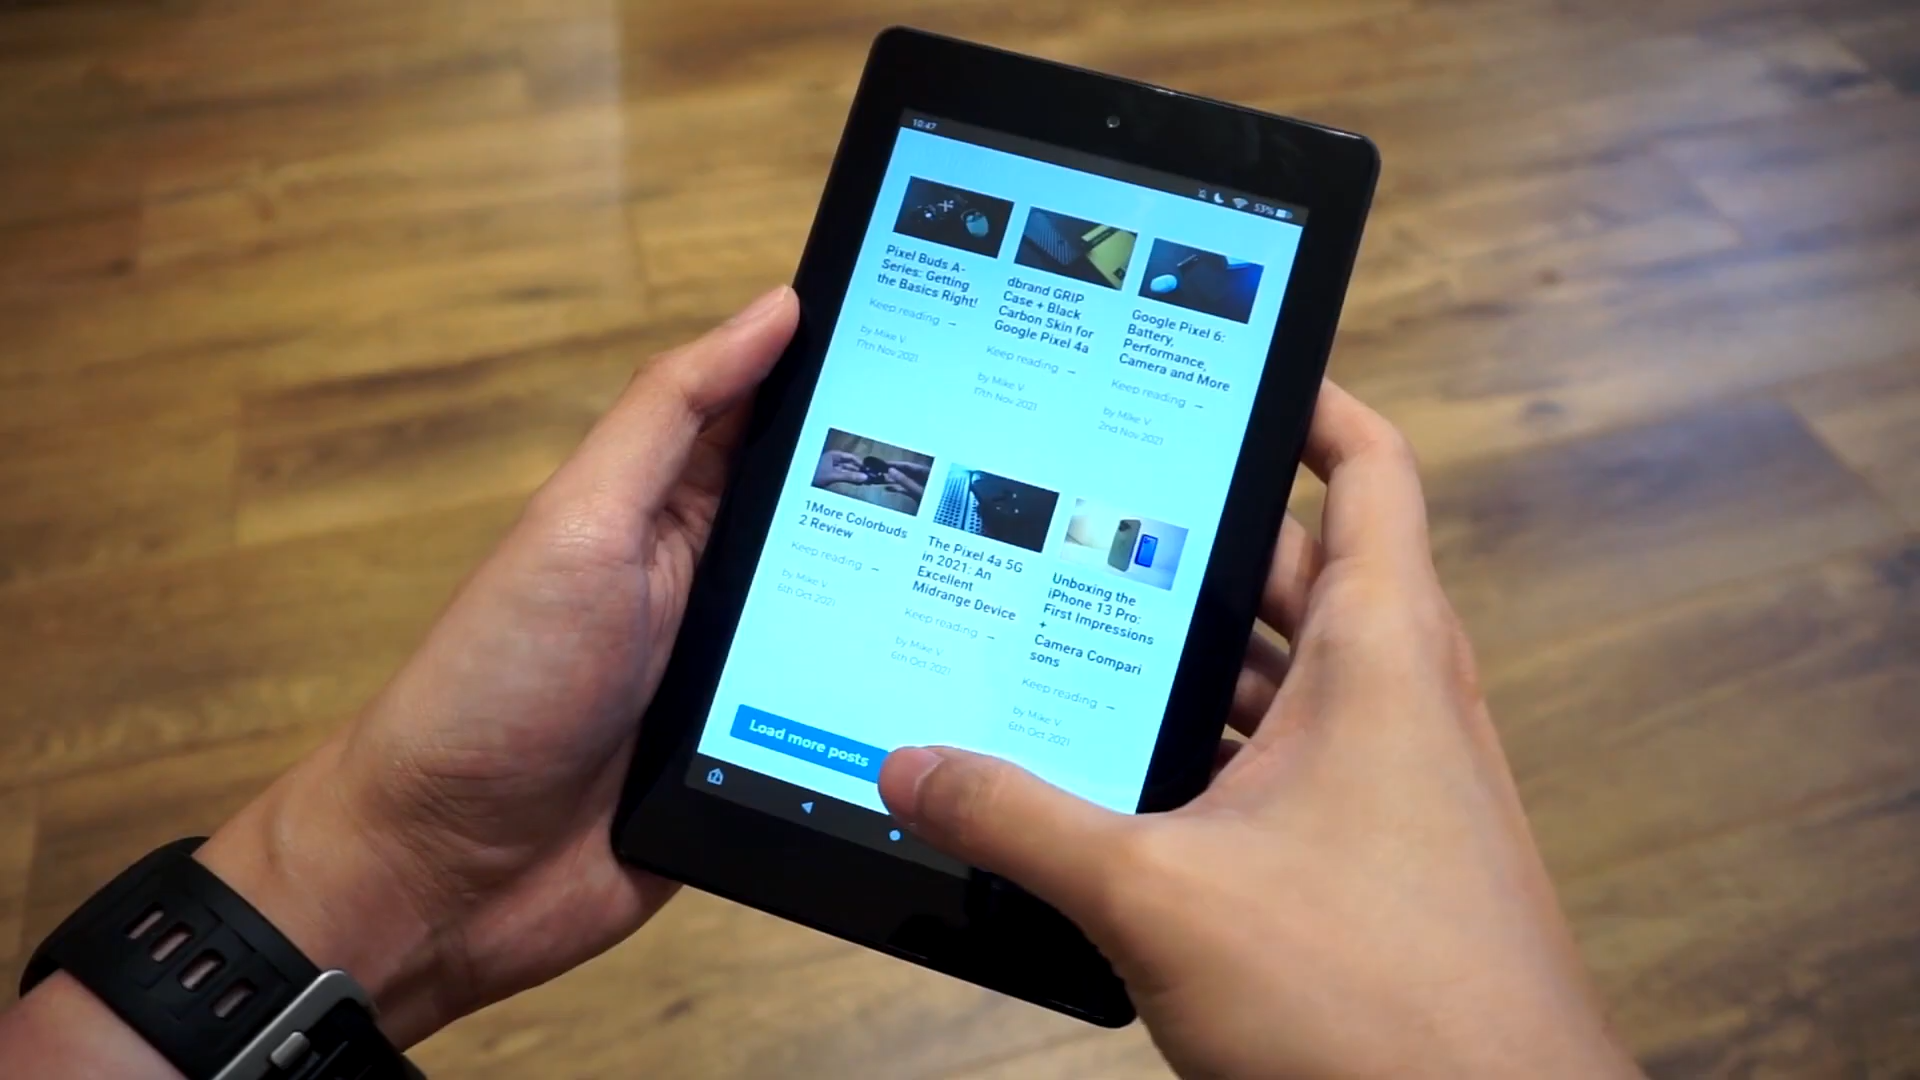 10:47
53%
Pixel Buds A-
Series: Getting
the Basics Right!
Keep reading →
by Mike V
17th Nov 2021
dbrand GRIP
Case + Black
Carbon Skin for
Google Pixel 4a
Keep reading →
by Mike V
17th Nov 2021
Google Pixel 6:
Battery,
Performance,
Camera and More
Keep reading →
by Mike V
2nd Nov 2021
1More Colorbuds
2 Review
Keep reading →
by Mike V
6th Oct 2021
The Pixel 4a 5G
in 2021: An
Excellent
Midrange Device
Keep reading →
by Mike V
6th Oct 2021
Unboxing the
iPhone 13 Pro:
First Impressions
+
Camera Compari
sons
Keep reading →
by Mike V
6th Oct 2021
Load more posts